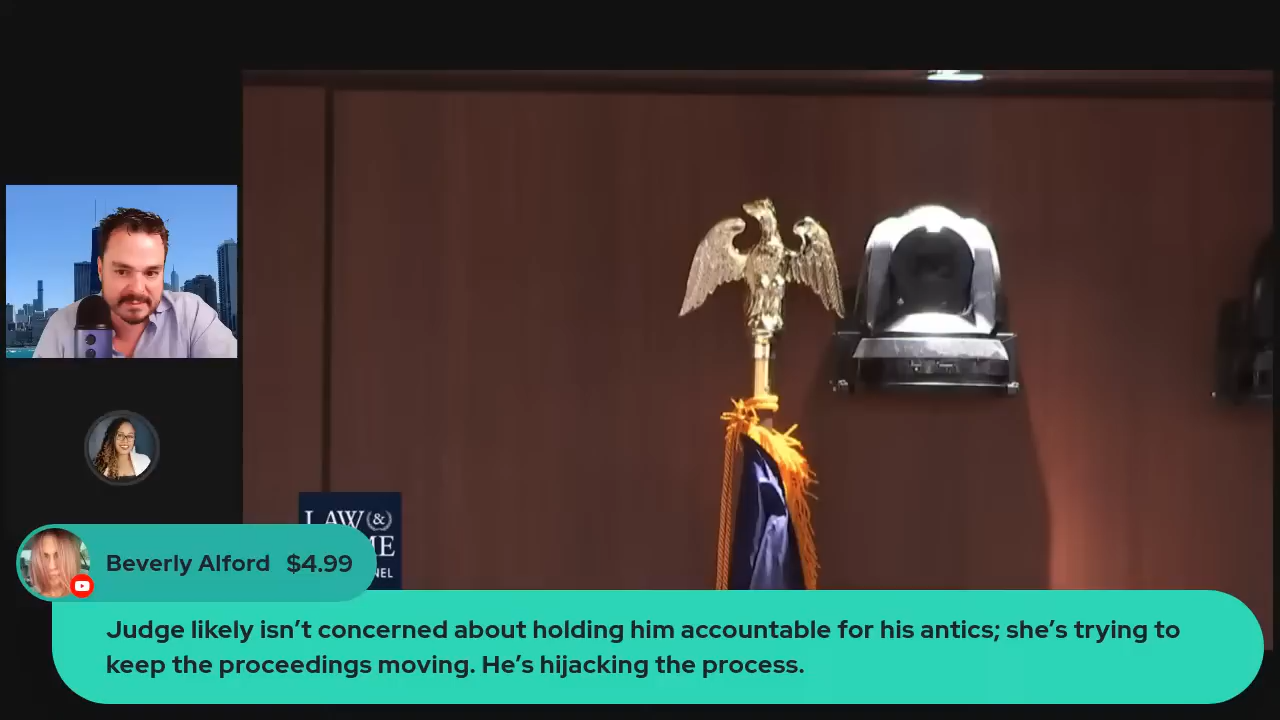 LAW &
Beverly Alford $4.99
Judge likely isn’t concerned about holding him accountable for his antics; she’s trying to
keep the proceedings moving. He’s hijacking the process.